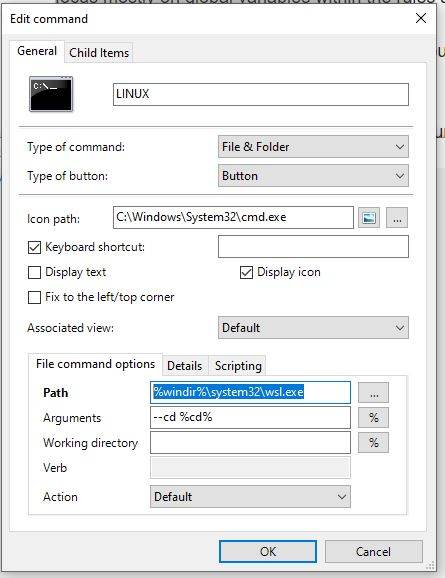 Edit command
General
Child Items
C:\._
LINUX
Type of command:
File & Folder
Type of button:
Button
Icon path:
C:\Windows\System32\cmd.exe
...
Keyboard shortcut:
Display text
Display icon
Fix to the left/top corner
Associated view:
Default
File command options
Details
Scripting
Path
%windir%\system32\wsl.exe
...
Arguments
--cd %cd%
%
Working directory
%
Verb
Action
Default
OK
Cancel